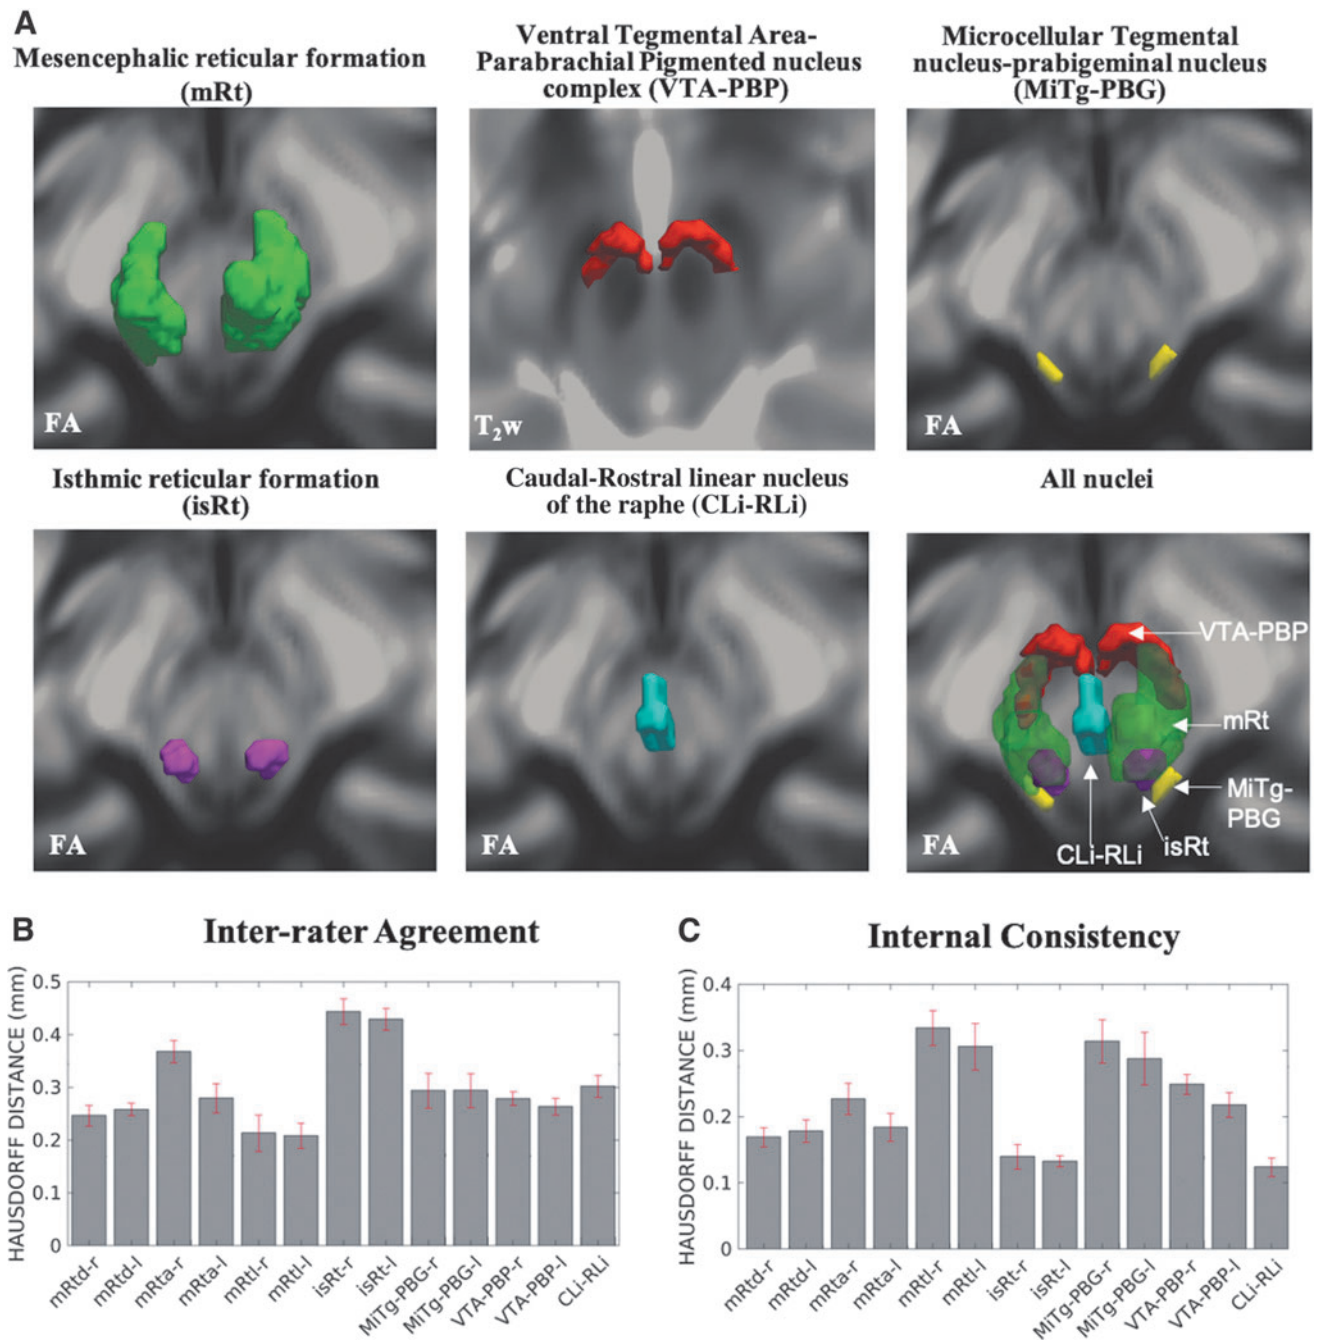 A
Mesencephalic reticular formation
(mRt)
Ventral Tegmental Area-
Parabrachial Pigmented nucleus
complex (VTA-PBP)
Microcellular Tegmental
nucleus-prabigeminal nucleus
(MiTg-PBG)
FA
T2w
FA
Isthmic reticular formation
(isRt)
Caudal-Rostral linear nucleus
of the raphe (CLi-RLi)
All nuclei
VTA-PBP
mRt
MiTg-
PBG
isRt
CLi-RLi
FA
FA
FA
B
Inter-rater Agreement
HAUSDORFF DISTANCE (mm)
0.5
0.4
0.3
0.2
0.1
0
mRtd-r
mRtd-l
mRta-r
mRta-l
mRtl-r
mRtl-l
isRt-r
isRt-l
MiTg-PBG-r
MiTg-PBG-l
VTA-PBP-r
VTA-PBP-l
CLi-RLi
C
Internal Consistency
HAUSDORFF DISTANCE (mm)
0.4
0.3
0.2
0.1
0
mRtd-r
mRtd-l
mRta-r
mRta-l
mRtl-r
mRtl-l
isRt-r
isRt-l
MiTg-PBG-r
MiTg-PBG-l
VTA-PBP-r
VTA-PBP-l
CLi-RLi